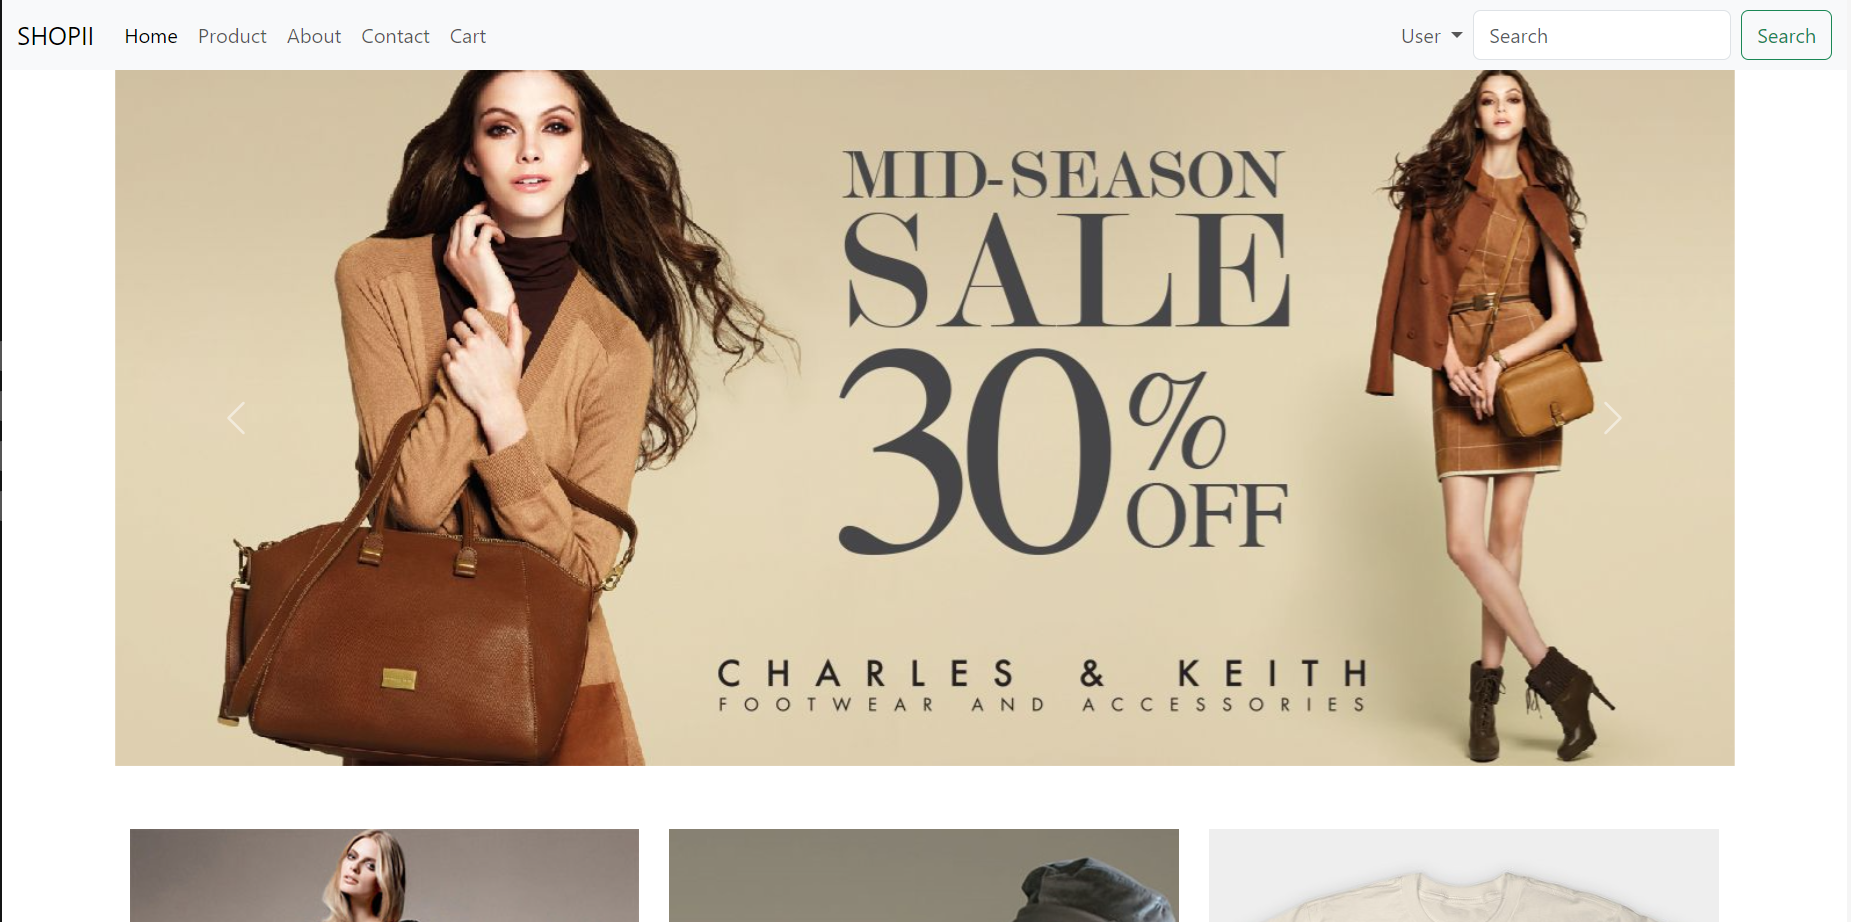 SHOPII Home Product About Contact Cart User Search Search
MID-SEASON
SALE
30%
OFF
CHARLES & KEITH
FOOTWEAR AND ACCESSORIES